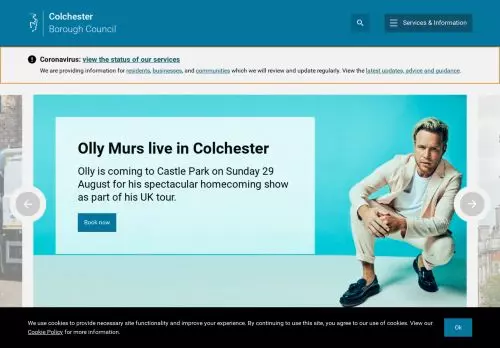 Colchester
Borough Council
Services & Information
Coronavirus: view the status of our services
We are providing information for residents, businesses, and communities which we will review and update regularly. View the latest updates, advice and guidance.
Olly Murs live in Colchester
Olly is coming to Castle Park on Sunday 29
August for his spectacular homecoming show
as part of his UK tour.
Book now
We use cookies to provide necessary site functionality and improve your experience. By continuing to use this site, you agree to our use of cookies. View our
Cookie Policy for more information.
Ok